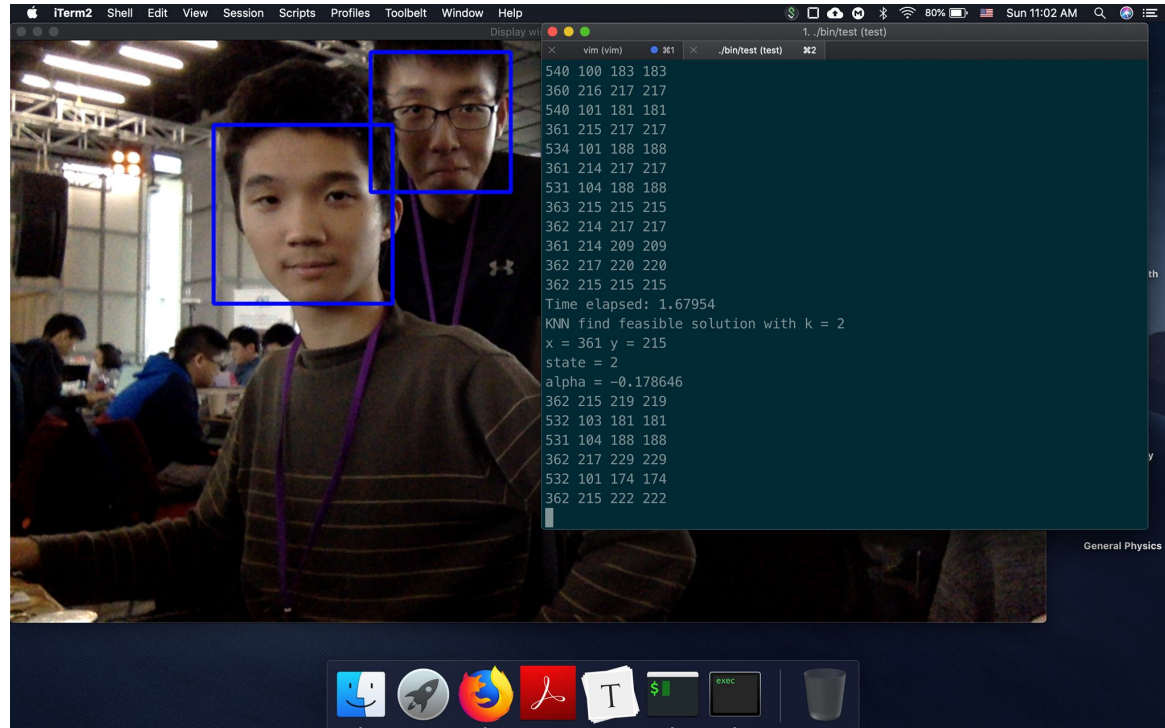 iTerm2 Shell Edit View Session Scripts Profiles Toolbelt Window Help
80% Sun 11:02 AM
Display wi
1. ./bin/test (test)
vim (vim) ⌘1 ./bin/test (test) ⌘2
540 100 183 183
360 216 217 217
540 101 181 181
361 215 217 217
534 101 188 188
361 214 217 217
531 104 188 188
363 215 215 215
362 214 217 217
361 214 209 209
362 217 220 220
362 215 215 215
Time elapsed: 1.67954
KNN find feasible solution with k = 2
x = 361 y = 215
state = 2
alpha = -0.178646
362 215 219 219
532 103 181 181
531 104 188 188
362 217 229 229
532 101 174 174
362 215 222 222
th
y
General Physics
T
$
exec